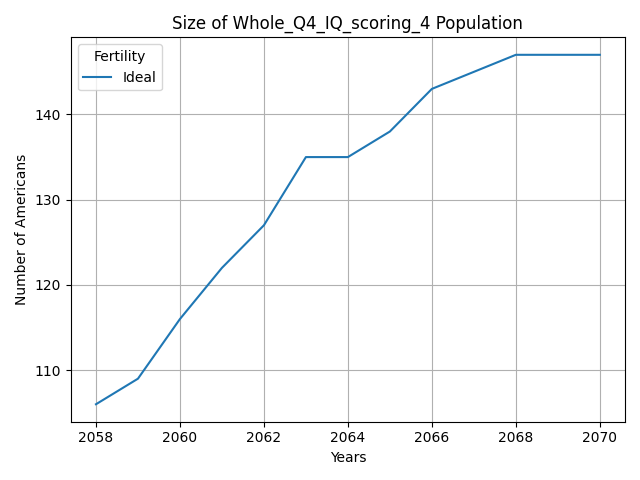 Size of Whole_Q4_IQ_scoring_4 Population
Fertility
Ideal
Number of Americans
140
130
120
110
2058 2060 2062 2064 2066 2068 2070
Years